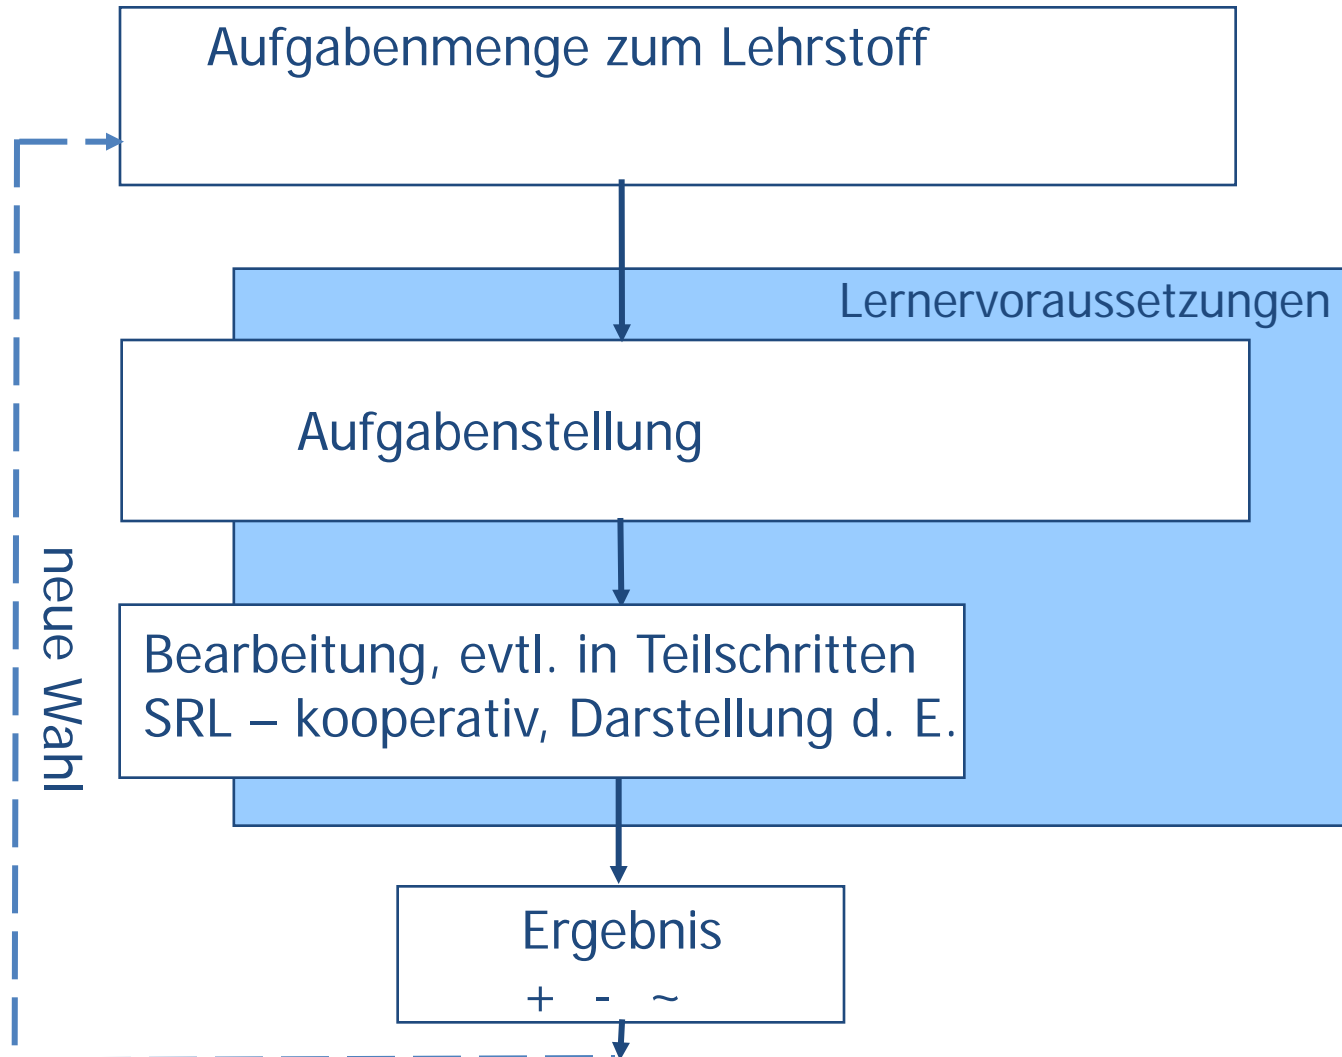 Aufgabenmenge zum Lehrstoff
Lernervoraussetzungen
Aufgabenstellung
neue Wahl
Bearbeitung, evtl. in Teilschritten
SRL – kooperativ, Darstellung d. E.
Ergebnis
+ - ~